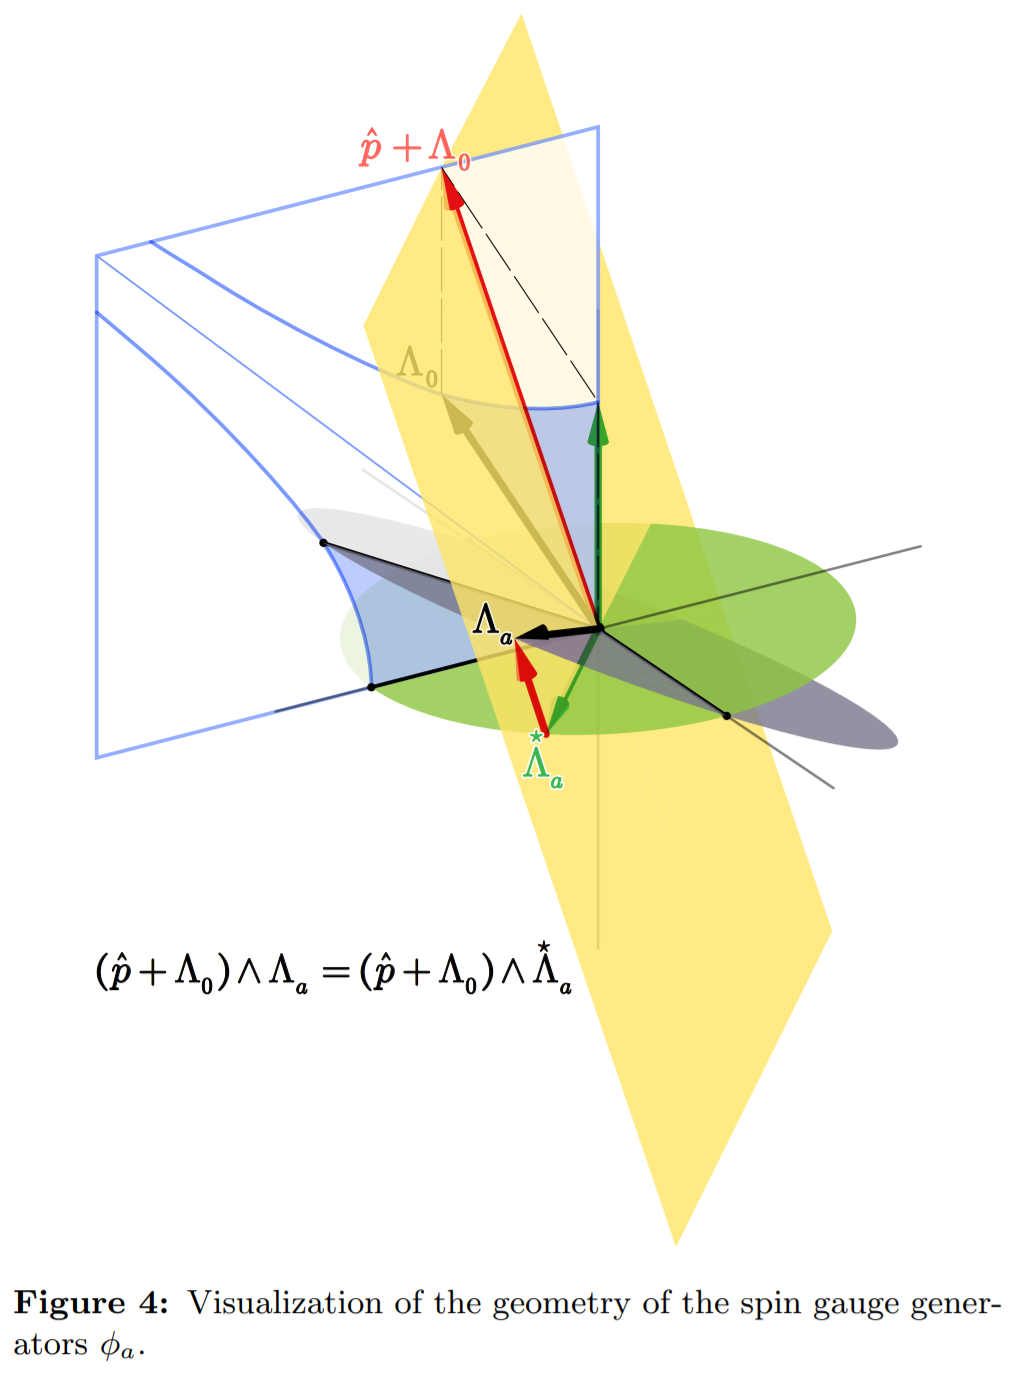 p̂ + Λ₀
Λ₀
Λₐ
Λ̊*ₐ
(p̂ + Λ₀) ∧ Λₐ = (p̂ + Λ₀) ∧ Λ*ₐ
Figure 4: Visualization of the geometry of the spin gauge gener-
ators ϕₐ.